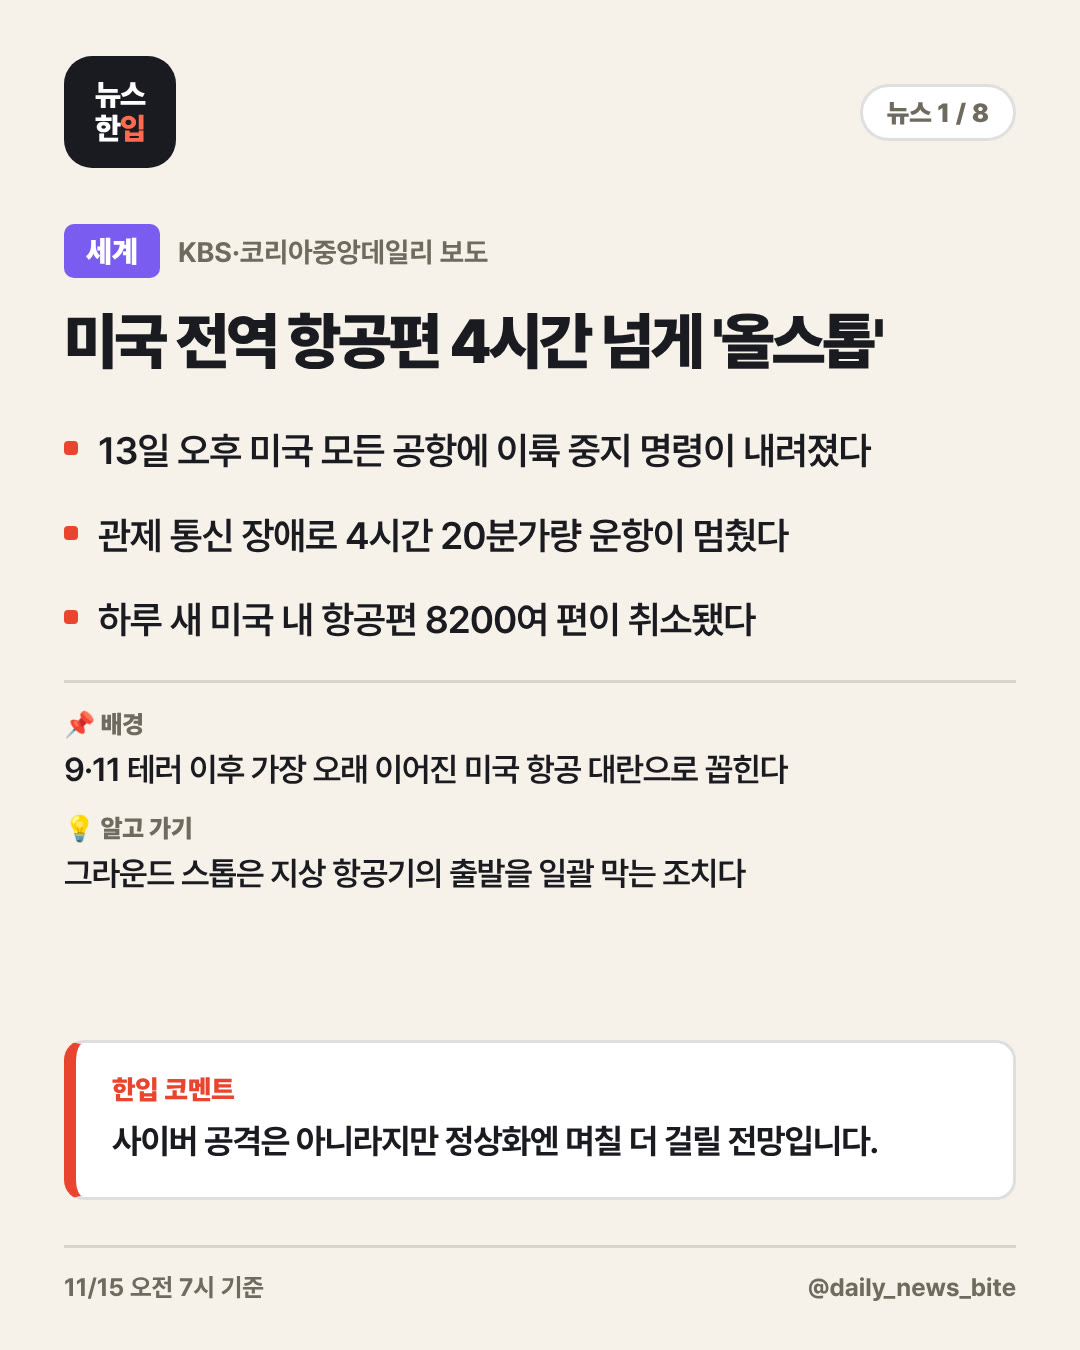 뉴스
한입
뉴스 1 / 8
세계
KBS·코리아중앙데일리 보도
미국 전역 항공편 4시간 넘게 '올스톱'
13일 오후 미국 모든 공항에 이륙 중지 명령이 내려졌다
관제 통신 장애로 4시간 20분가량 운항이 멈췄다
하루 새 미국 내 항공편 8200여 편이 취소됐다
📌 배경
9·11 테러 이후 가장 오래 이어진 미국 항공 대란으로 꼽힌다
💡 알고 가기
그라운드 스톱은 지상 항공기의 출발을 일괄 막는 조치다
한입 코멘트
사이버 공격은 아니라지만 정상화엔 며칠 더 걸릴 전망입니다.
11/15 오전 7시 기준
@daily_news_bite